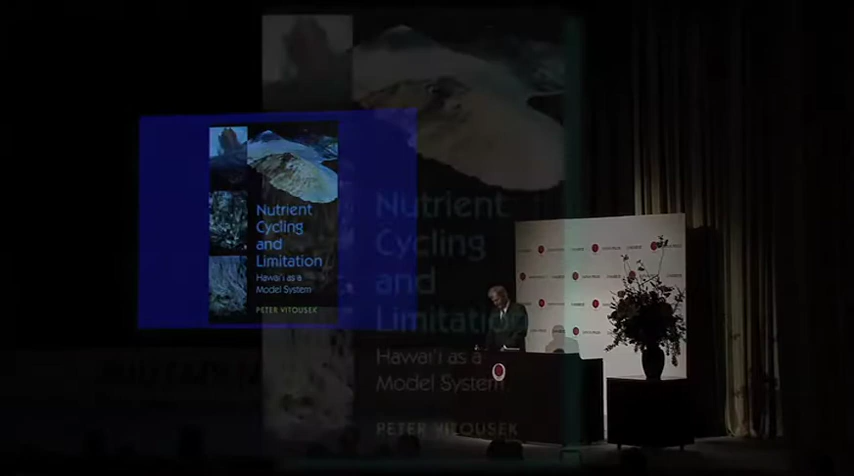 Nutrient
Cycling
and
Limitation
Hawai'i as a
Model System
PETER VITOUSEK
Nutrient
Cycling
and
Limitation
Hawai'i as a
Model System
PETER VITOUSEK